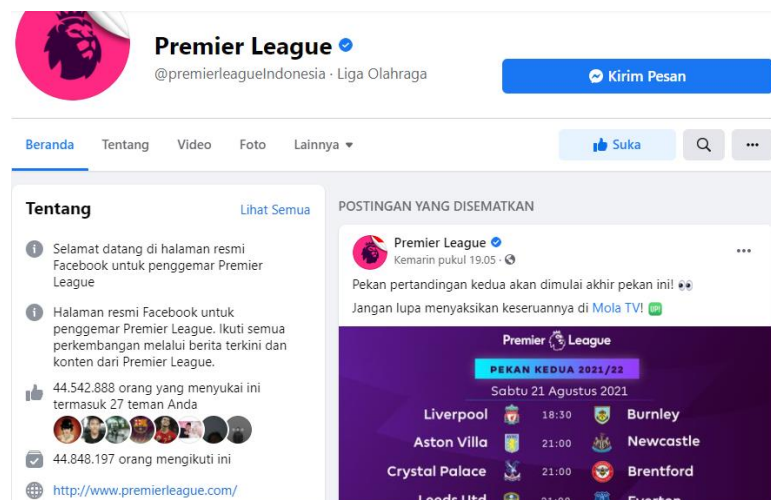 Premier League
@premierleagueIndonesia · Liga Olahraga
Kirim Pesan
Beranda Tentang Video Foto Lainnya
Suka
Tentang
Lihat Semua
Selamat datang di halaman resmi
Facebook untuk penggemar Premier
League
Halaman resmi Facebook untuk
penggemar Premier League. Ikuti semua
perkembangan melalui berita terkini dan
konten dari Premier League.
44.542.888 orang yang menyukai ini
termasuk 27 teman Anda
44.848.197 orang mengikuti ini
http://www.premierleague.com/
POSTINGAN YANG DISEMATKAN
Premier League
Kemarin pukul 19.05 ·
Pekan pertandingan kedua akan dimulai akhir pekan ini! 👀
Jangan lupa menyaksikan keseruannya di Mola TV! 🆙
Premier League
PEKAN KEDUA 2021/22
Sabtu 21 Agustus 2021
Liverpool 18:30 Burnley
Aston Villa 21:00 Newcastle
Crystal Palace 21:00 Brentford
Leeds Utd 21:00 Everton